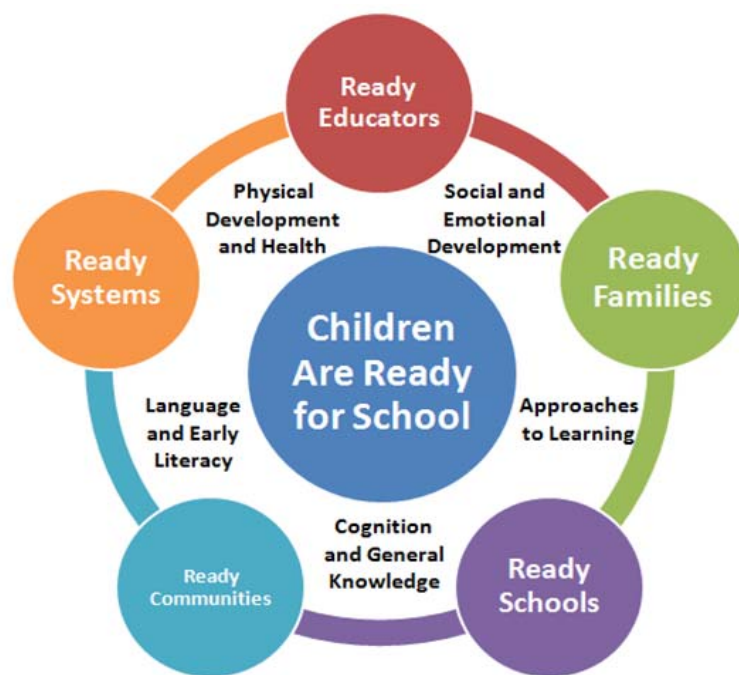 Ready
Educators
Physical
Development
and Health
Social and
Emotional
Development
Ready
Systems
Ready
Families
Children
Are Ready
for School
Language
and Early
Literacy
Approaches
to Learning
Cognition
and General
Knowledge
Ready
Communities
Ready
Schools